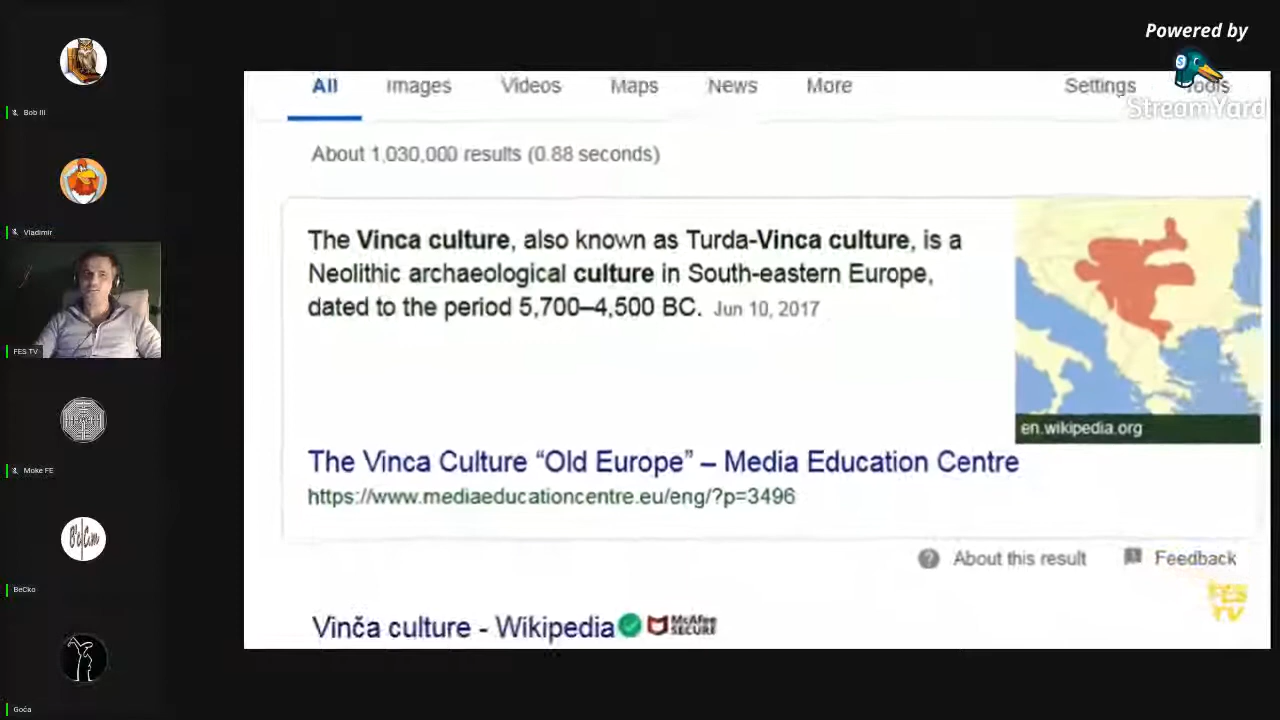 Powered by
StreamYard
Bob III
Vladimir
FES TV
Moke FE
BeCko
Goća
All Images Videos Maps News More Settings Tools
About 1,030,000 results (0.88 seconds)
The Vinca culture, also known as Turda-Vinca culture, is a
Neolithic archaeological culture in South-eastern Europe,
dated to the period 5,700–4,500 BC. Jun 10, 2017
en.wikipedia.org
The Vinca Culture “Old Europe” – Media Education Centre
https://www.mediaeducationcentre.eu/eng/?p=3496
About this result Feedback
FES
TV
Vinča culture - Wikipedia McAfee
SECURE